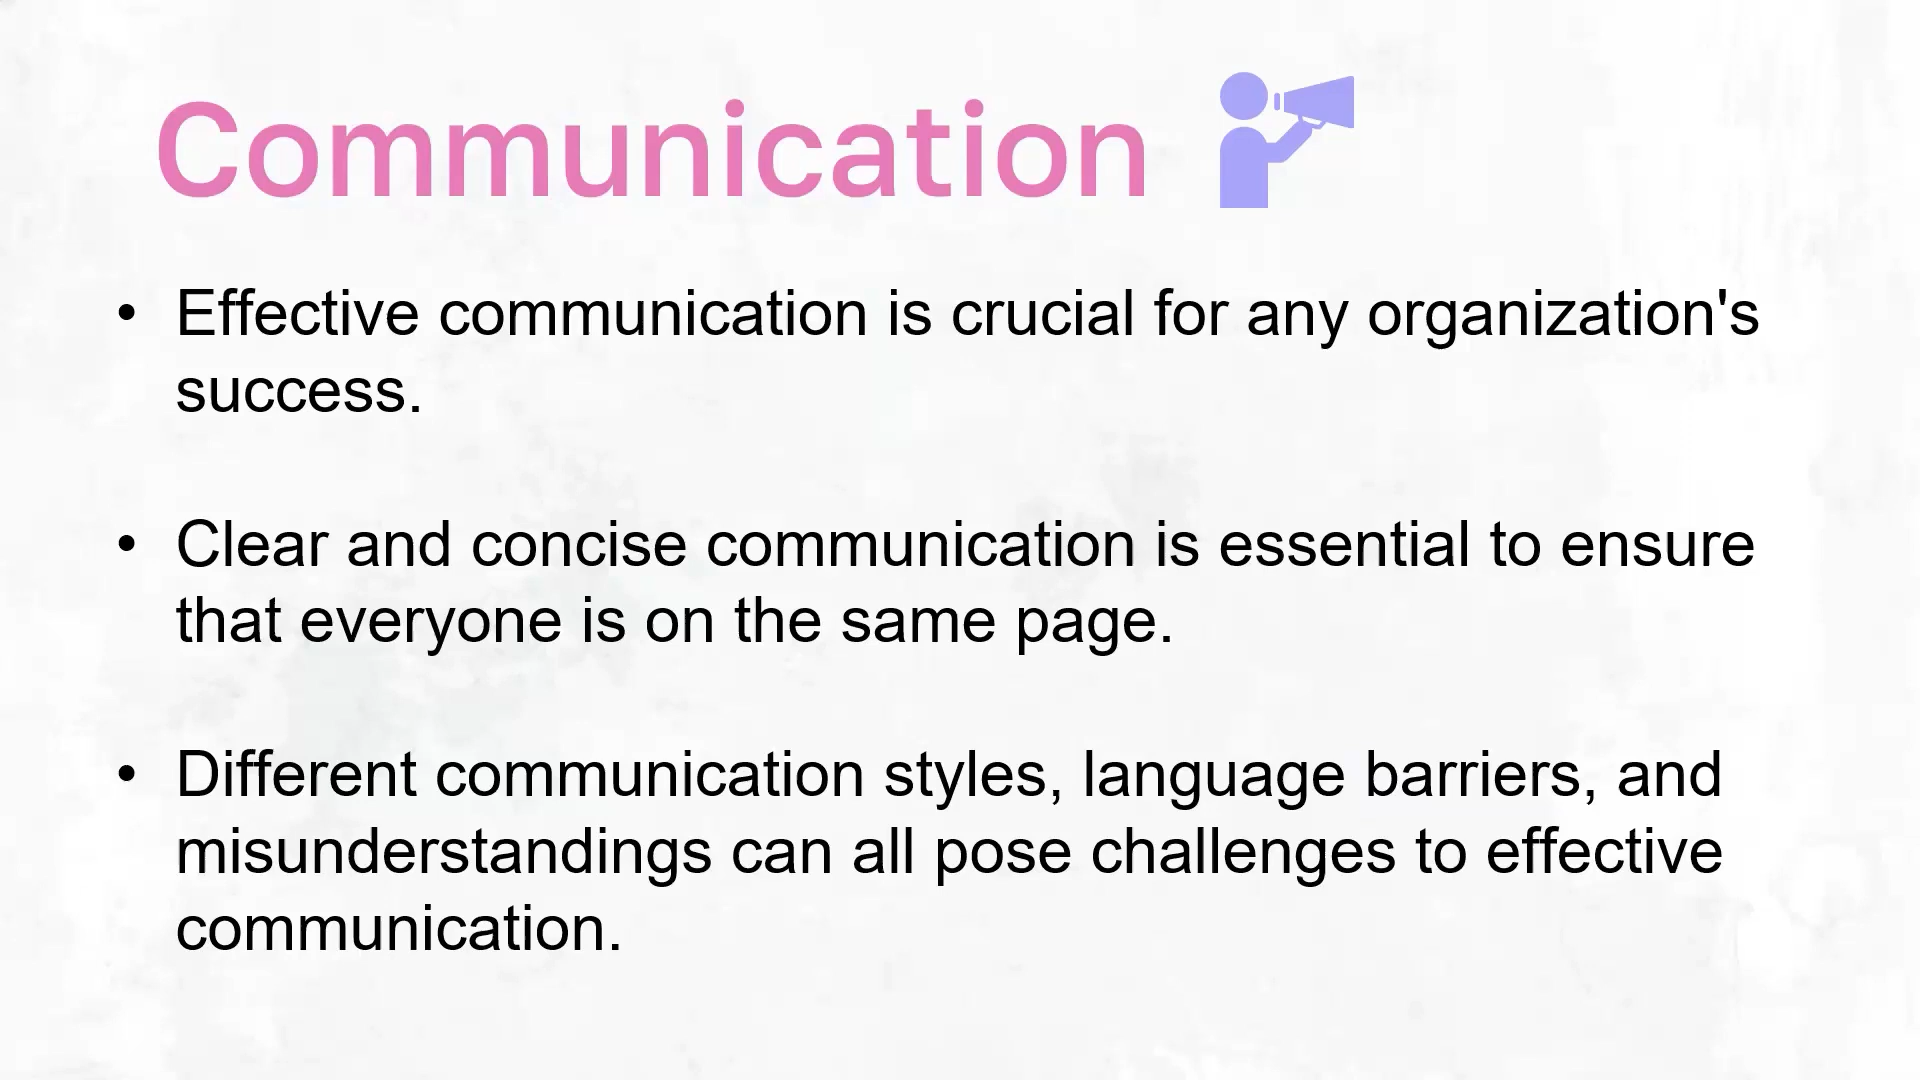 Communication
• Effective communication is crucial for any organization's
success.
• Clear and concise communication is essential to ensure
that everyone is on the same page.
• Different communication styles, language barriers, and
misunderstandings can all pose challenges to effective
communication.